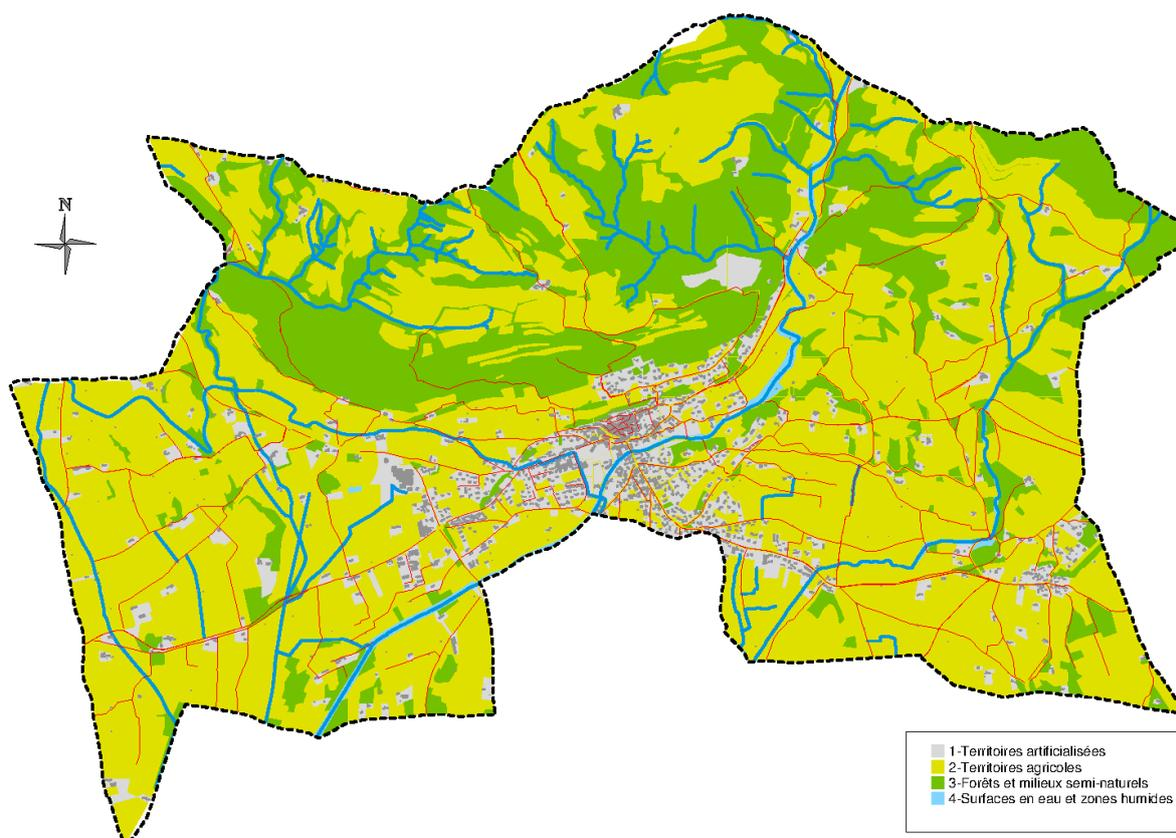 N
1-Territoires artificialisées
2-Territoires agricoles
3-Forêts et milieux semi-naturels
4-Surfaces en eau et zones humides